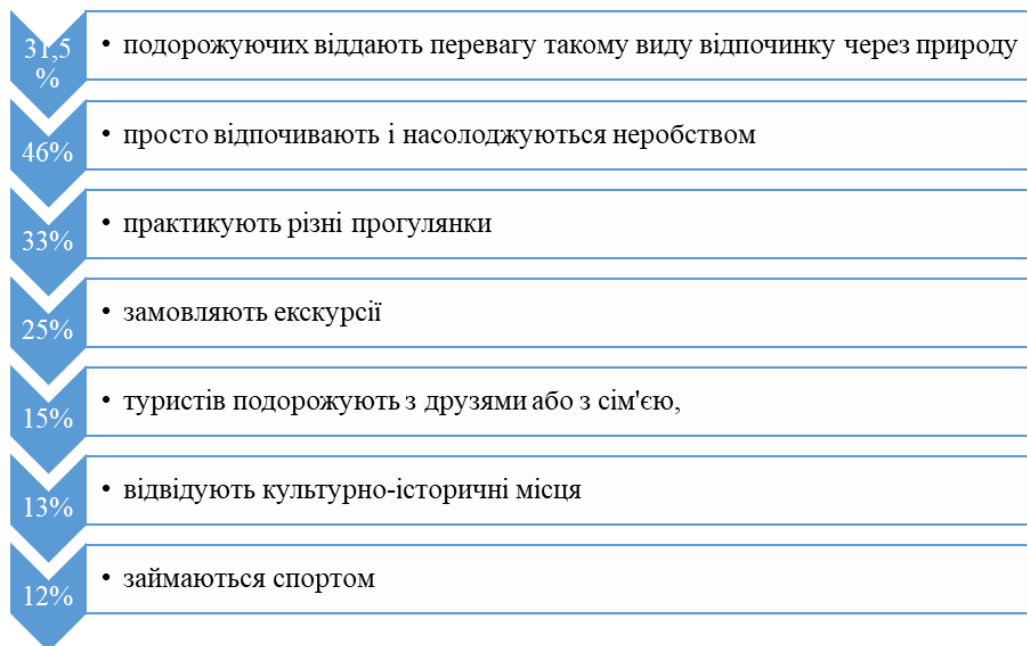 31,5
%
• подорожуючих віддають перевагу такому виду відпочинку через природу
46%
• просто відпочивають і насолоджуються неробством
33%
• практикують різні прогулянки
25%
• замовляють екскурсії
15%
• туристів подорожують з друзями або з сім'єю,
13%
• відвідують культурно-історичні місця
12%
• займаються спортом